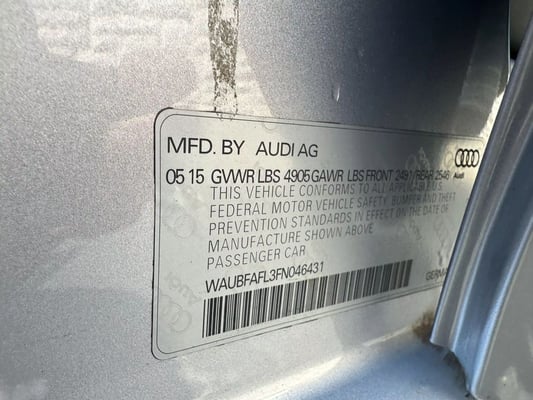 MFD. BY AUDI AG
05 15 GVWR LBS 4905 GAWR LBS FRONT 2491 REAR 2546
THIS VEHICLE CONFORMS TO ALL APPLICABLE U.S.
FEDERAL MOTOR VEHICLE SAFETY, BUMPER AND THEFT
PREVENTION STANDARDS IN EFFECT ON THE DATE OF
MANUFACTURE SHOWN ABOVE
PASSENGER CAR
WAUBFAFL3FN046431
Audi